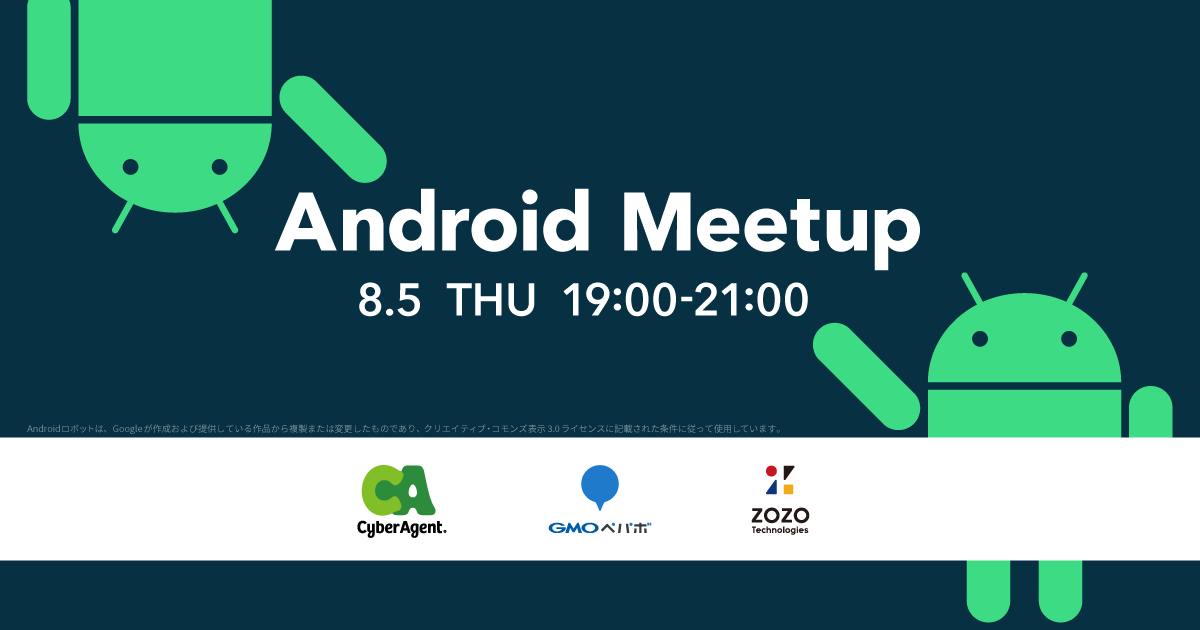 Android Meetup
8.5 THU 19:00-21:00
Androidロボットは、Googleが作成および提供している作品から複製または変更したものであり、クリエイティブ・コモンズ表示 3.0 ライセンスに記載された条件に従って使用しています。
CA
CyberAgent.
GMOペパボ
ZOZO
Technologies